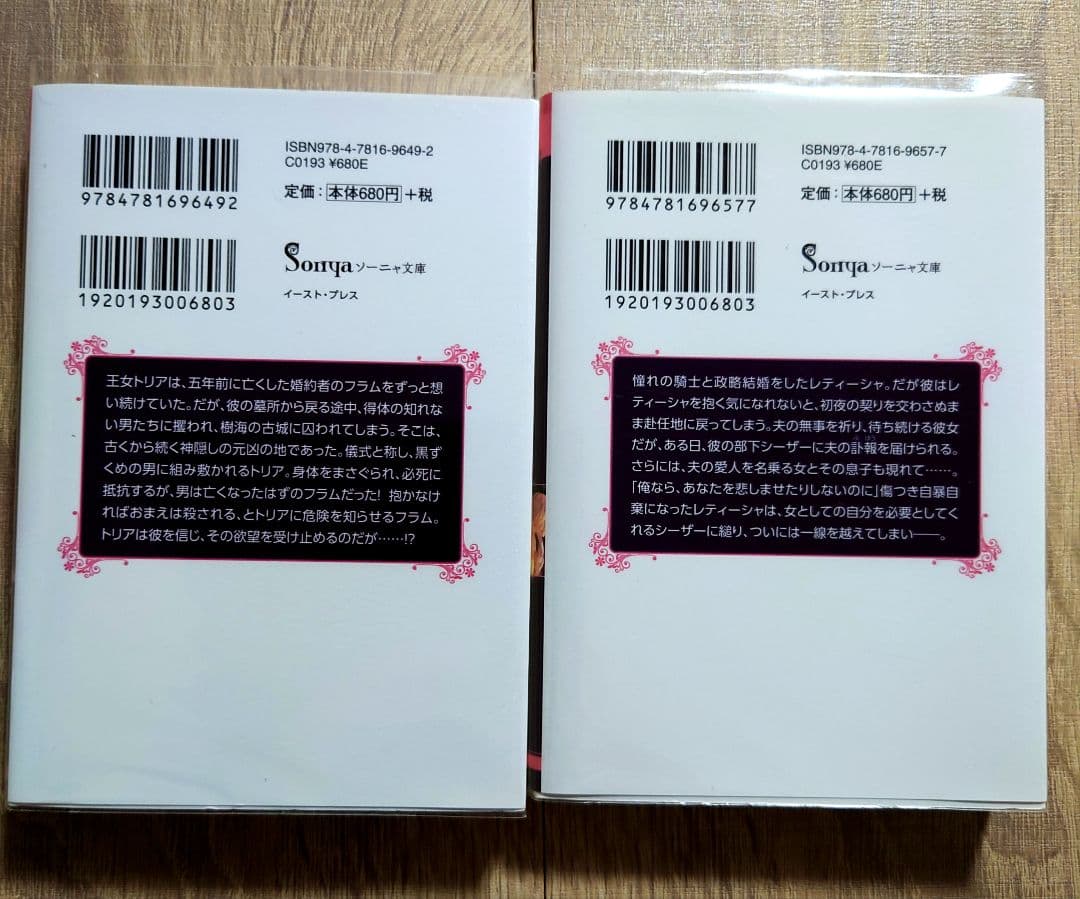 ISBN978-4-7816-9649-2
C0193 ¥680E
9784781696492
定価：本体680円＋税
1920193006803
Sonyaソーニャ文庫
イースト・プレス
王女トリアは、五年前に亡くした婚約者のフラムをずっと想
い続けていた。だが、彼の墓所から戻る途中、得体の知れな
い男たちに攫われ、樹海の古城に囚われてしまう。そこは、
古くから続く神隠しの元凶の地であった。儀式と称し、黒ず
くめの男に組み敷かれるトリア。身体をまさぐられ、必死に
抵抗するが、男は亡くなったはずのフラムだった！ 抱かなけ
ればおまえは殺される、とトリアに危険を知らせるフラム。
トリアは彼を信じ、その欲望を受け止めるのだが……!?
ISBN978-4-7816-9657-7
C0193 ¥680E
9784781696577
定価：本体680円＋税
1920193006803
Sonyaソーニャ文庫
イースト・プレス
憧れの騎士と政略結婚をしたレティーシャ。だが彼はレ
ティーシャを抱く気になれないと、初夜の契りを交わさぬま
ま赴任地に戻ってしまう。夫の無事を祈り、待ち続ける彼女
だが、ある日、彼の部下シーザーに夫の訃報を届けられる。
さらには、夫の愛人を名乗る女とその息子も現れて……。
「俺なら、あなたを悲しませたりしないのに」傷つき自暴自
棄になったレティーシャは、女としての自分を必要としてく
れるシーザーに縋り、ついには一線を越えてしまい――。